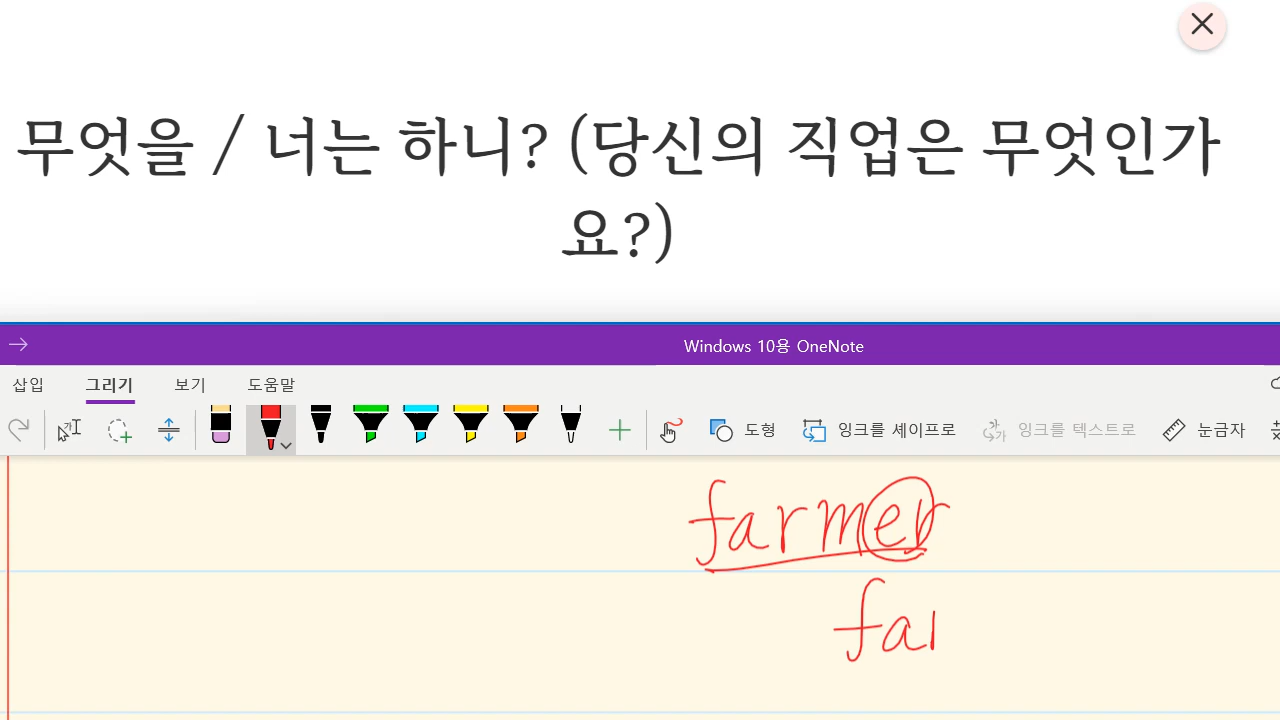 무엇을 / 너는 하니? (당신의 직업은 무엇인가
요?)
Windows 10용 OneNote
삽입 그리기 보기 도움말
도형 잉크를 셰이프로 잉크를 텍스트로 눈금자
farmer
far